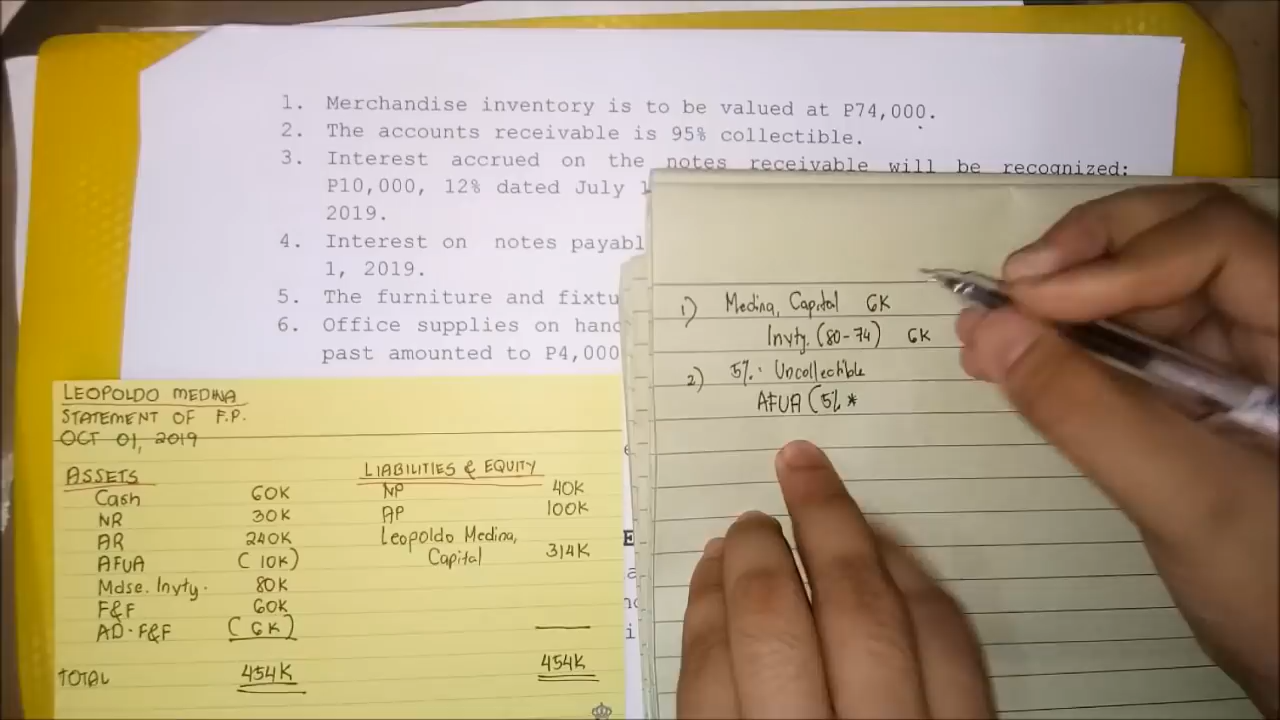 1. Merchandise inventory is to be valued at P74,000.
2. The accounts receivable is 95% collectible.
3. Interest accrued on the notes receivable will be recognized:
P10,000, 12% dated July 1
2019.
4. Interest on notes payabl
1, 2019.
5. The furniture and fixtu
6. Office supplies on hand
past amounted to P4,000
1) Medina, Capital 6K
Invty. (80-74) 6K
2) 5% Uncollectible
AFUA (5% *
LEOPOLDO MEDINA
STATEMENT OF F.P.
OCT 01, 2019
ASSETS
Cash 60K
NR 30K
AR 240K
AFUA (10K)
Mdse. Invty. 80K
F&F 60K
AD-F&F (6K)
TOTAL 454K
LIABILITIES & EQUITY
NP 40K
AP 100K
Leopoldo Medina,
Capital 314K
454K